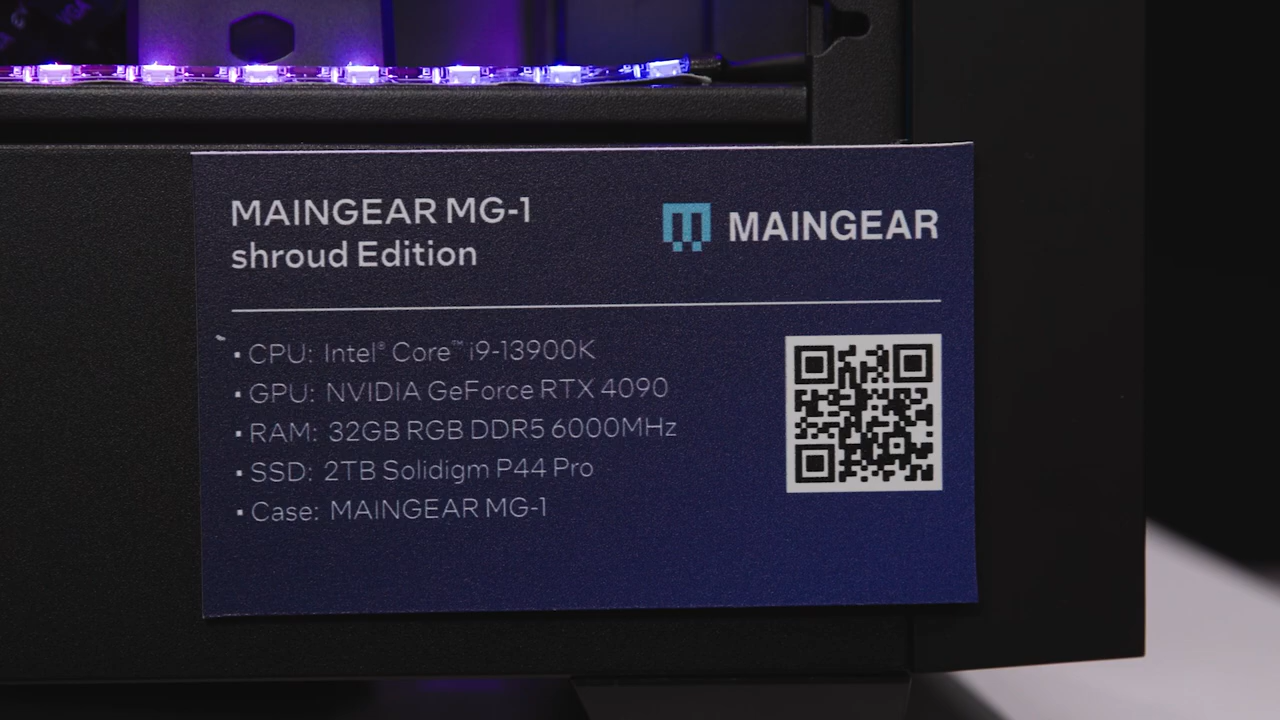 MAINGEAR MG-1
shroud Edition
MAINGEAR
▪ CPU: Intel® Core™ i9-13900K
▪ GPU: NVIDIA GeForce RTX 4090
▪ RAM: 32GB RGB DDR5 6000MHz
▪ SSD: 2TB Solidigm P44 Pro
▪ Case: MAINGEAR MG-1